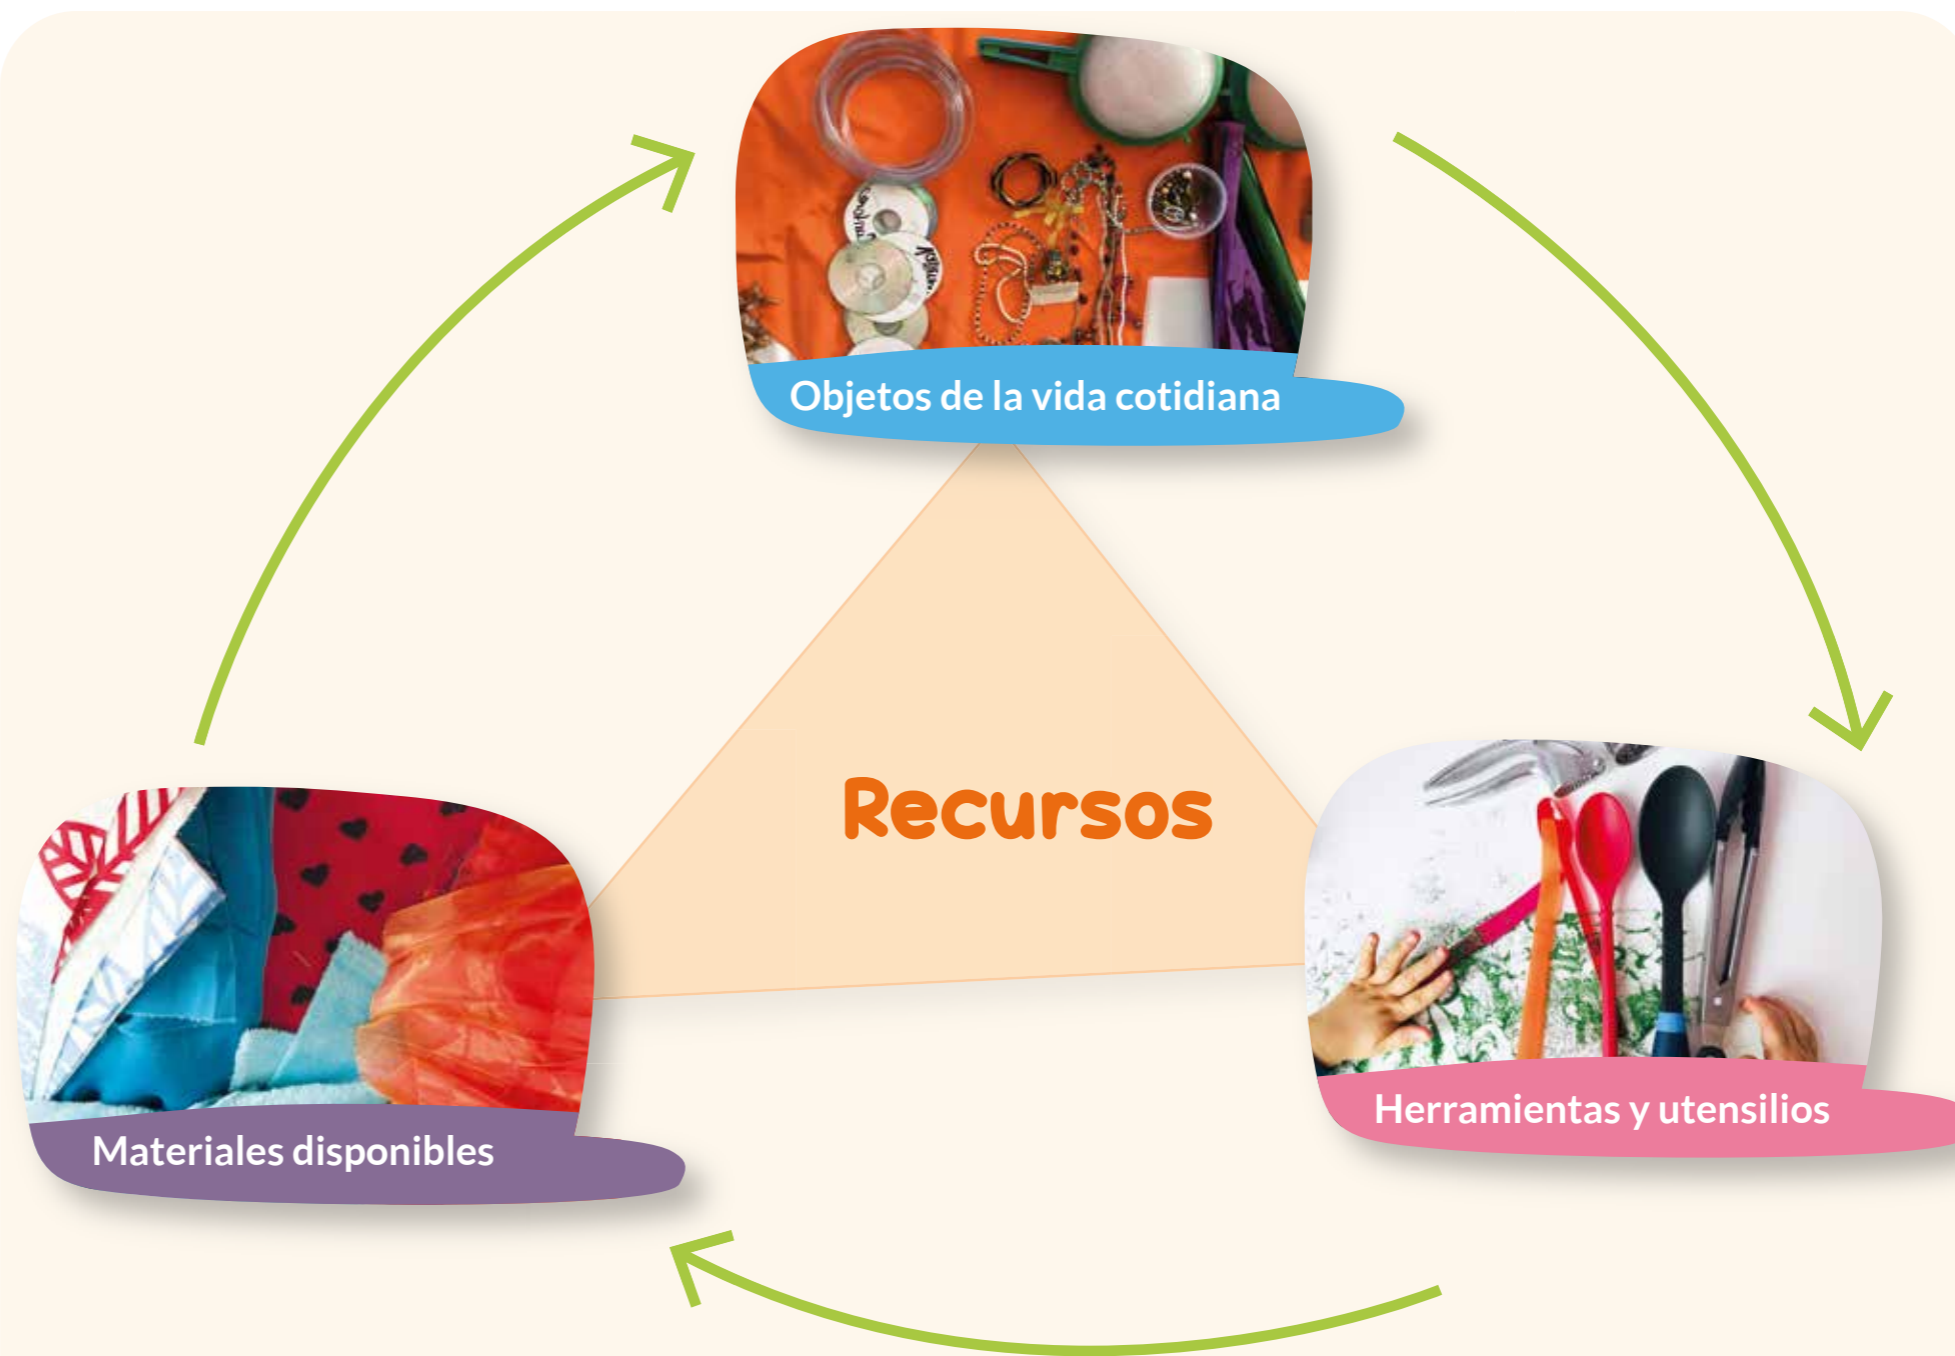 Objetos de la vida cotidiana
Recursos
Herramientas y utensilios
Materiales disponibles